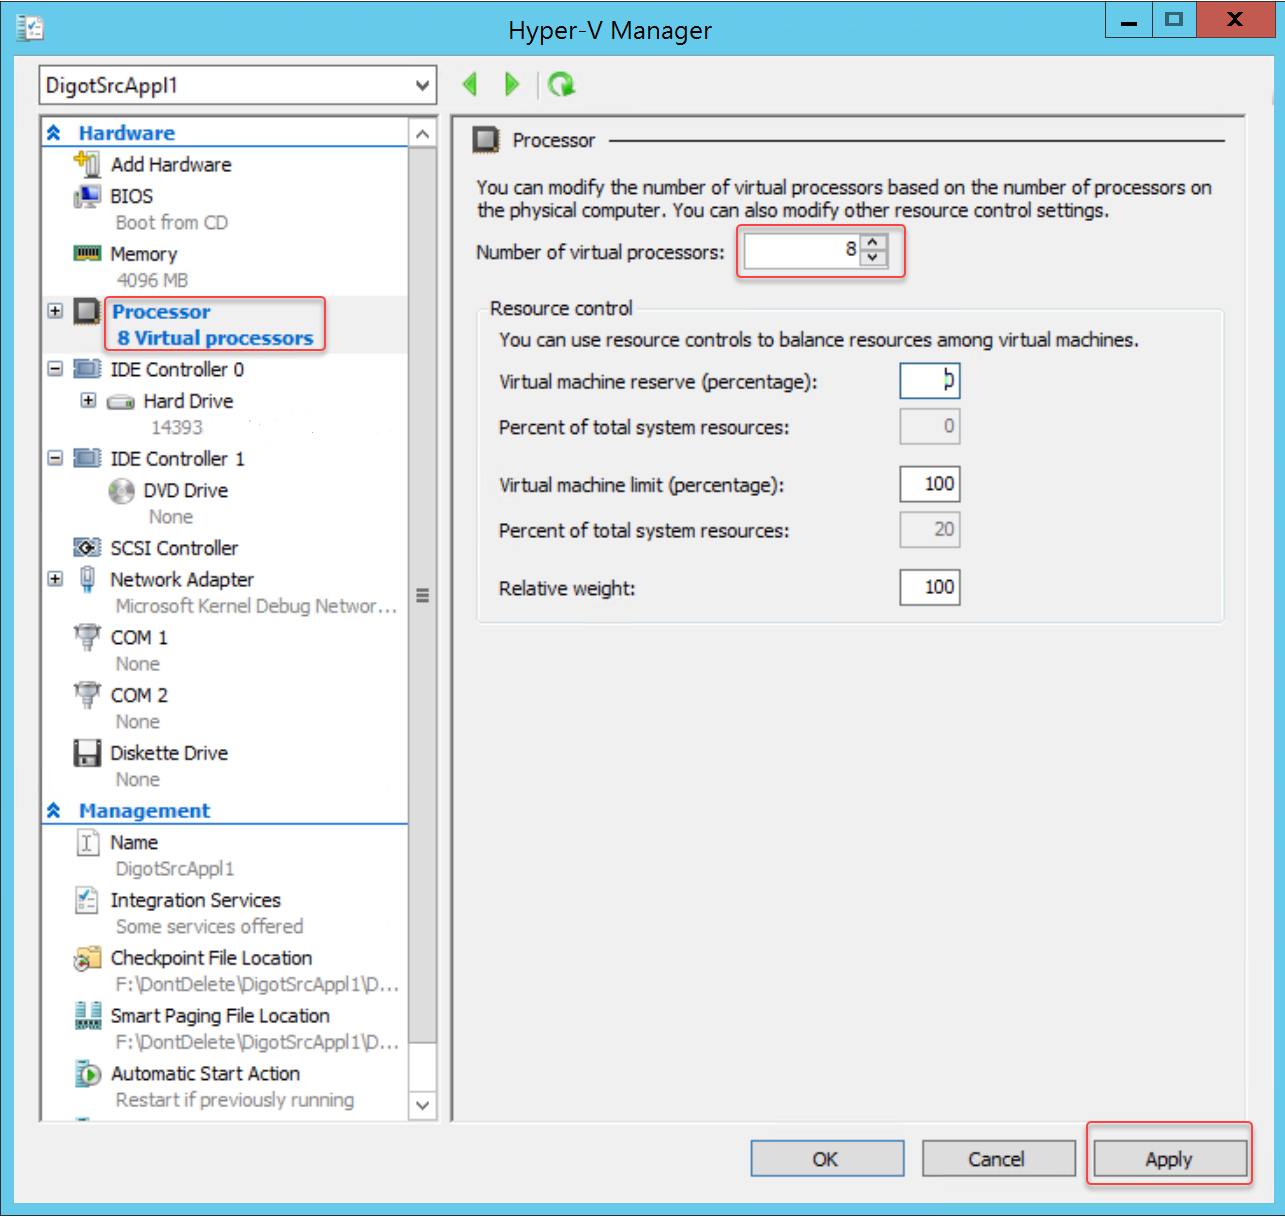 Hyper-V Manager
DigotSrcAppl1
Hardware
Add Hardware
BIOS
Boot from CD
Memory
4096 MB
Processor
8 Virtual processors
IDE Controller 0
Hard Drive
14393
IDE Controller 1
DVD Drive
None
SCSI Controller
Network Adapter
Microsoft Kernel Debug Networ...
COM 1
None
COM 2
None
Diskette Drive
None
Management
Name
DigotSrcAppl1
Integration Services
Some services offered
Checkpoint File Location
F:\DontDelete\DigotSrcAppl1\D...
Smart Paging File Location
F:\DontDelete\DigotSrcAppl1\D...
Automatic Start Action
Restart if previously running
Processor
You can modify the number of virtual processors based on the number of processors on
the physical computer. You can also modify other resource control settings.
Number of virtual processors: 8
Resource control
You can use resource controls to balance resources among virtual machines.
Virtual machine reserve (percentage): 0
Percent of total system resources: 0
Virtual machine limit (percentage): 100
Percent of total system resources: 20
Relative weight: 100
OK Cancel Apply